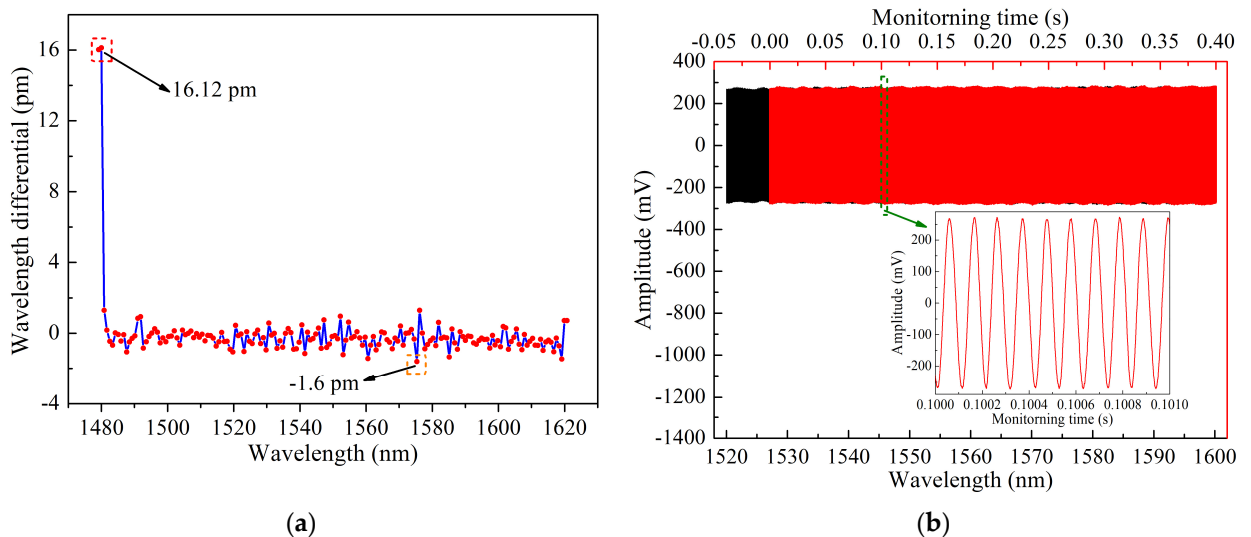 Wavelength differential (pm)
16
12
8
4
0
-4
16.12 pm
-1.6 pm
1480 1500 1520 1540 1560 1580 1600 1620
Wavelength (nm)
(a)
(b)
Monitorning time (s)
-0.05 0.00 0.05 0.10 0.15 0.20 0.25 0.30 0.35 0.40
Amplitude (mV)
400
200
0
-200
-400
-600
-800
-1000
-1200
-1400
1520 1530 1540 1550 1560 1570 1580 1590 1600
Wavelength (nm)
Amplitude (mV)
200
100
0
-100
-200
0.1000 0.1002 0.1004 0.1006 0.1008 0.1010
Monitorning time (s)
(b)